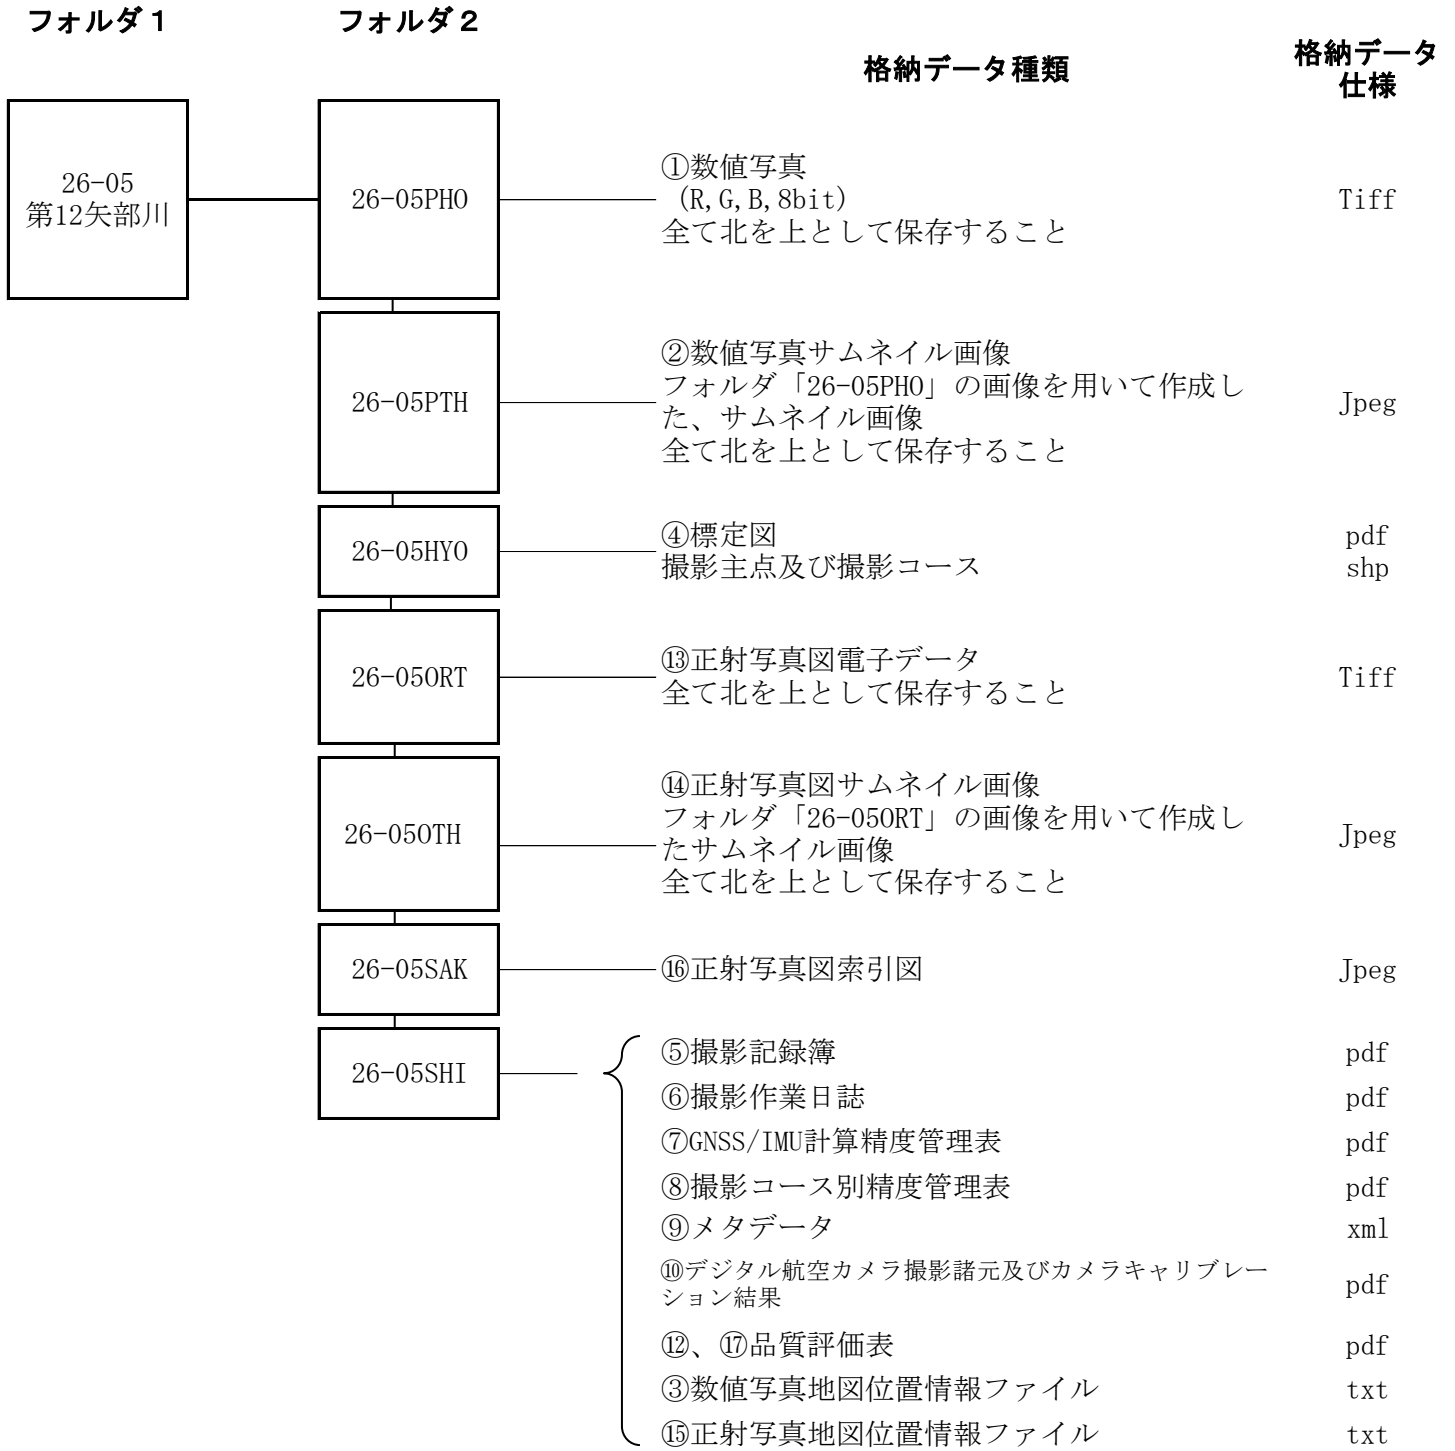 フォルダ１
フォルダ２
格納データ種類
格納データ
仕様
26-05
第12矢部川
26-05PHO
①数値写真
(R,G,B,8bit)
全て北を上として保存すること
Tiff
26-05PTH
②数値写真サムネイル画像
フォルダ「26-05PHO」の画像を用いて作成し
た、サムネイル画像
全て北を上として保存すること
Jpeg
26-05HYO
④標定図
撮影主点及び撮影コース
pdf
shp
26-05ORT
⑬正射写真図電子データ
全て北を上として保存すること
Tiff
26-05OTH
⑭正射写真図サムネイル画像
フォルダ「26-05ORT」の画像を用いて作成し
たサムネイル画像
全て北を上として保存すること
Jpeg
26-05SAK
⑯正射写真図索引図
Jpeg
26-05SHI
⑤撮影記録簿
pdf
⑥撮影作業日誌
pdf
⑦GNSS/IMU計算精度管理表
pdf
⑧撮影コース別精度管理表
pdf
⑨メタデータ
xml
⑩デジタル航空カメラ撮影諸元及びカメラキャリブレー
ション結果
pdf
⑫、⑰品質評価表
pdf
③数値写真地図位置情報ファイル
txt
⑮正射写真地図位置情報ファイル
txt